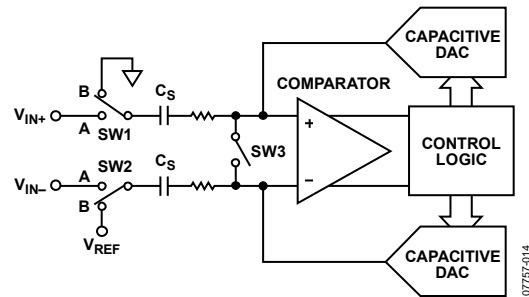 CAPACITIVE
DAC
COMPARATOR
B
CS
VIN+
A
SW1
+
SW3
CONTROL
LOGIC
VIN–
A
SW2
CS
B
–
VREF
CAPACITIVE
DAC
07757-014